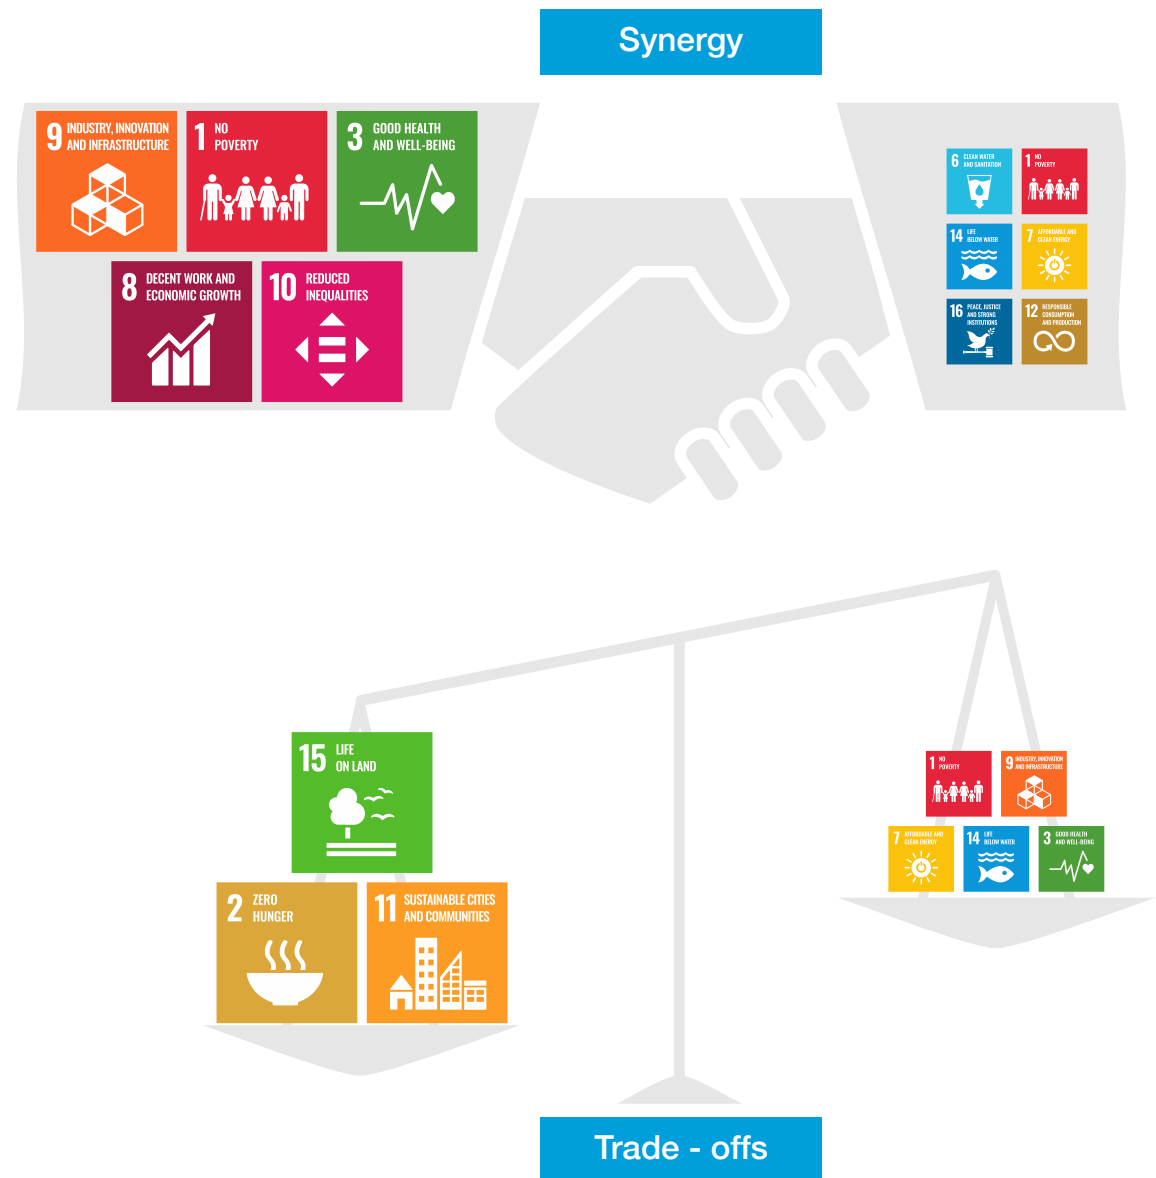 Synergy
9 INDUSTRY, INNOVATION
AND INFRASTRUCTURE
1 NO
POVERTY
3 GOOD HEALTH
AND WELL-BEING
8 DECENT WORK AND
ECONOMIC GROWTH
10 REDUCED
INEQUALITIES
6 CLEAN WATER
AND SANITATION
1 NO
POVERTY
14 LIFE
BELOW WATER
7 AFFORDABLE AND
CLEAN ENERGY
16 PEACE, JUSTICE
AND STRONG
INSTITUTIONS
12 RESPONSIBLE
CONSUMPTION
AND PRODUCTION
15 LIFE
ON LAND
2 ZERO
HUNGER
11 SUSTAINABLE CITIES
AND COMMUNITIES
1 NO
POVERTY
9 INDUSTRY, INNOVATION
AND INFRASTRUCTURE
7 AFFORDABLE AND
CLEAN ENERGY
14 LIFE
BELOW WATER
3 GOOD HEALTH
AND WELL-BEING
Trade - offs